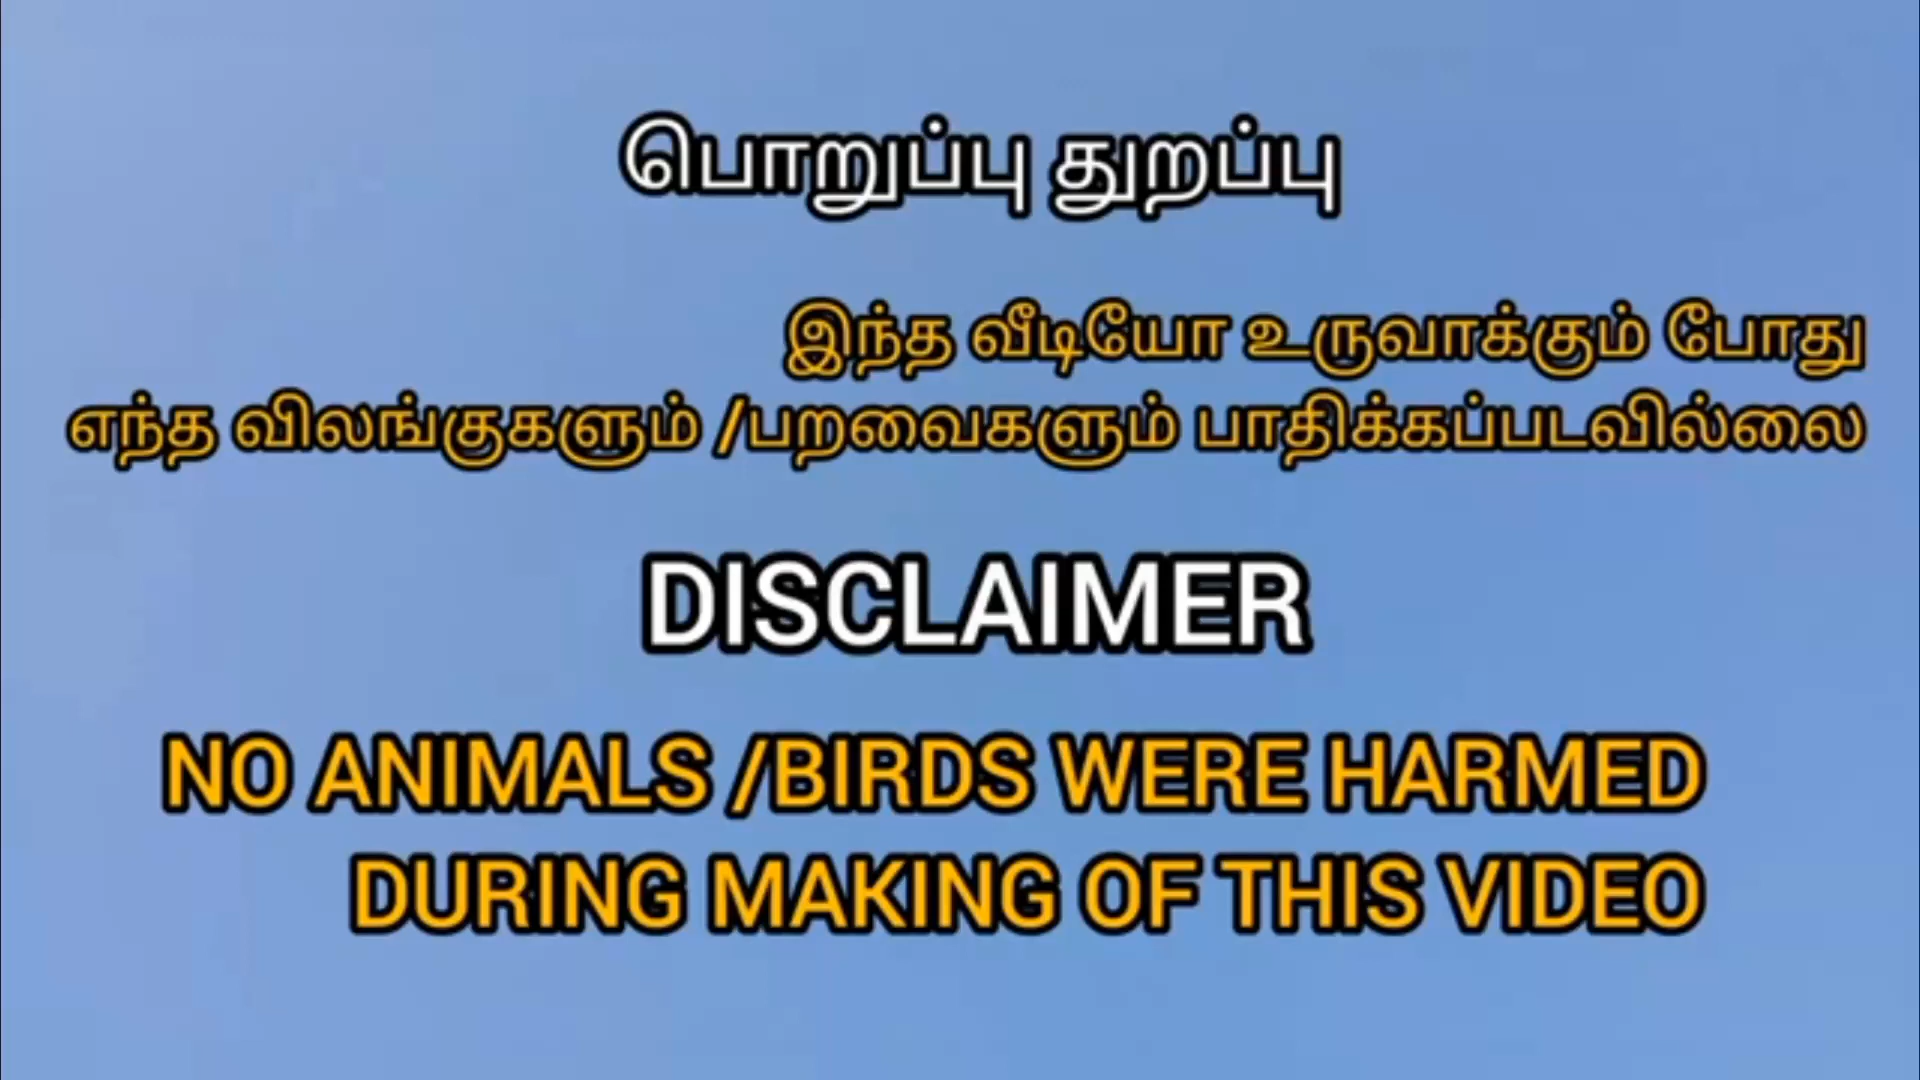 பொறுப்பு துறப்பு
இந்த வீடியோ உருவாக்கும் போது
எந்த விலங்குகளும் /பறவைகளும் பாதிக்கப்படவில்லை
DISCLAIMER
NO ANIMALS /BIRDS WERE HARMED
DURING MAKING OF THIS VIDEO